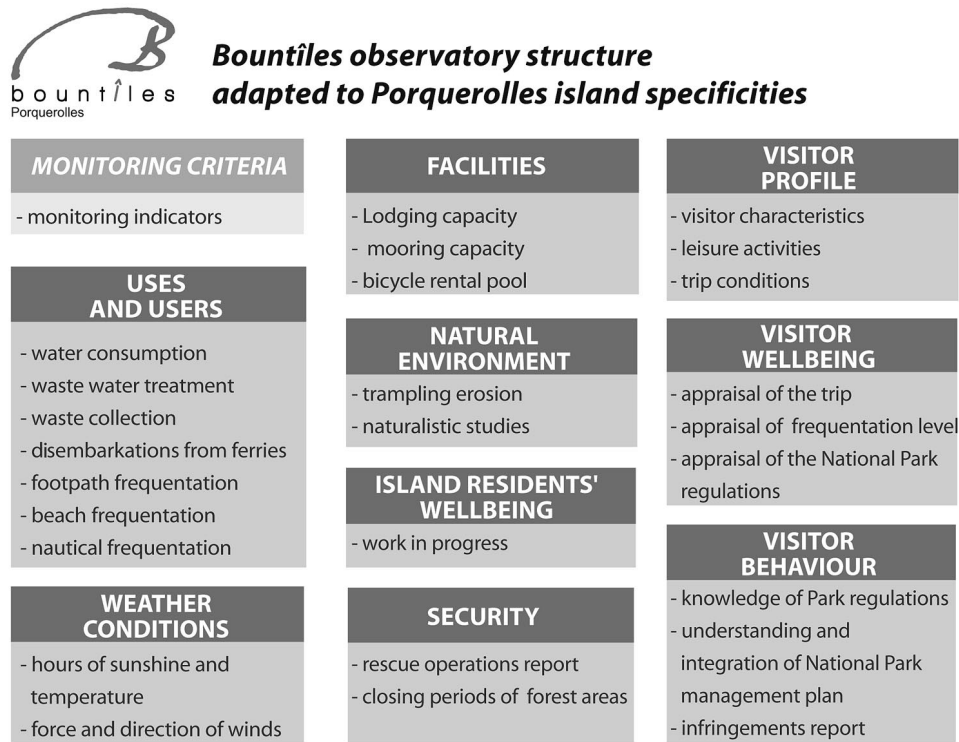 bountîles
Porquerolles
Bountîles observatory structure
adapted to Porquerolles island specificities
MONITORING CRITERIA
- monitoring indicators
USES
AND USERS
- water consumption
- waste water treatment
- waste collection
- disembarkations from ferries
- footpath frequentation
- beach frequentation
- nautical frequentation
WEATHER
CONDITIONS
- hours of sunshine and
temperature
- force and direction of winds
FACILITIES
- Lodging capacity
- mooring capacity
- bicycle rental pool
NATURAL
ENVIRONMENT
- trampling erosion
- naturalistic studies
ISLAND RESIDENTS'
WELLBEING
- work in progress
SECURITY
- rescue operations report
- closing periods of forest areas
VISITOR
PROFILE
- visitor characteristics
- leisure activities
- trip conditions
VISITOR
WELLBEING
- appraisal of the trip
- appraisal of frequentation level
- appraisal of the National Park
regulations
VISITOR
BEHAVIOUR
- knowledge of Park regulations
- understanding and
integration of National Park
management plan
- infringements report